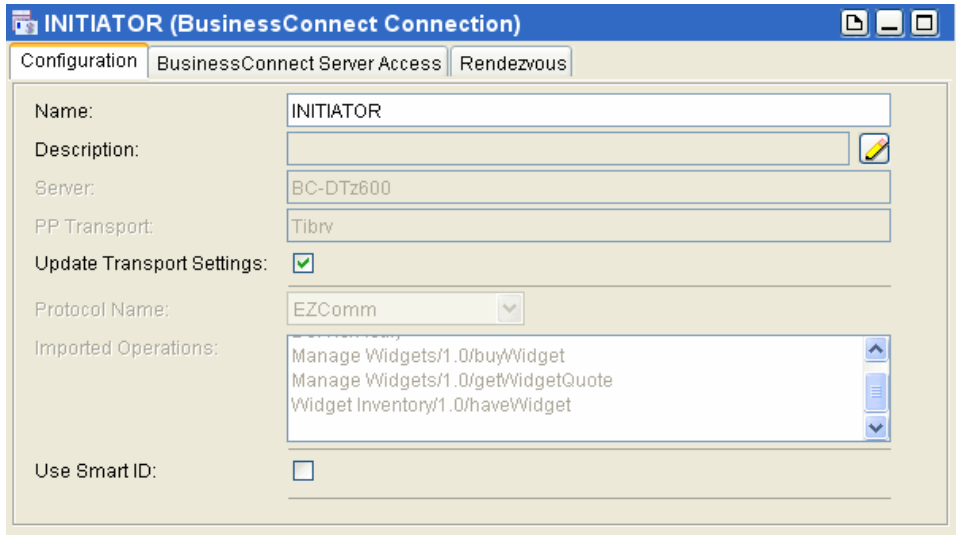 INITIATOR (BusinessConnect Connection)
Configuration BusinessConnect Server Access Rendezvous
Name: INITIATOR
Description:
Server: BC-DTz600
PP Transport: Tibrv
Update Transport Settings:
Protocol Name: EZComm
Imported Operations:
Manage Widgets/1.0/buyWidget
Manage Widgets/1.0/getWidgetQuote
Widget Inventory/1.0/haveWidget
Use Smart ID: